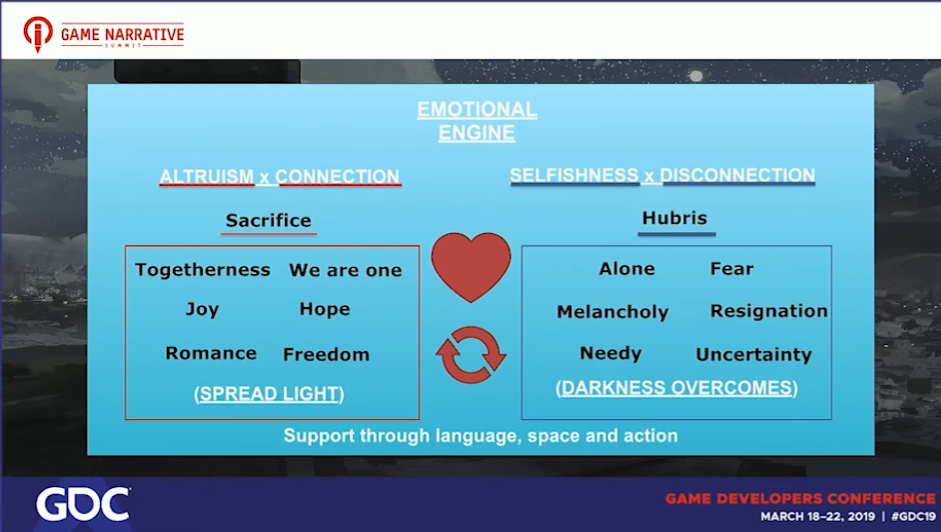 GAME NARRATIVE
SUMMIT
EMOTIONAL
ENGINE
ALTRUISM x CONNECTION
Sacrifice
Togetherness We are one
Joy Hope
Romance Freedom
(SPREAD LIGHT)
SELFISHNESS x DISCONNECTION
Hubris
Alone Fear
Melancholy Resignation
Needy Uncertainty
(DARKNESS OVERCOMES)
Support through language, space and action
GDC
GAME DEVELOPERS CONFERENCE
MARCH 18–22, 2019 | #GDC19